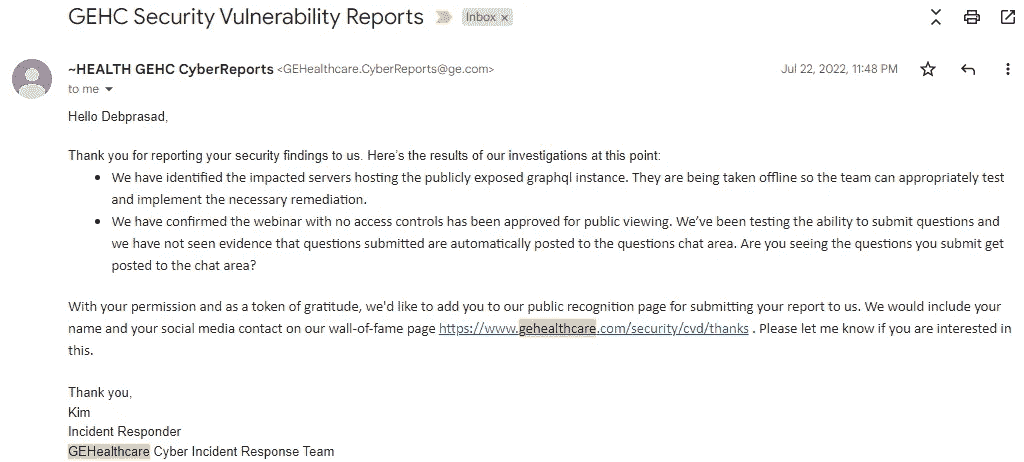 GEHC Security Vulnerability Reports
Inbox ×
~HEALTH GEHC CyberReports <GEHealthcare.CyberReports@ge.com>
Jul 22, 2022, 11:48 PM
to me
Hello Debprasad,
Thank you for reporting your security findings to us. Here's the results of our investigations at this point:
• We have identified the impacted servers hosting the publicly exposed graphql instance. They are being taken offline so the team can appropriately test
and implement the necessary remediation.
• We have confirmed the webinar with no access controls has been approved for public viewing. We've been testing the ability to submit questions and
we have not seen evidence that questions submitted are automatically posted to the questions chat area. Are you seeing the questions you submit get
posted to the chat area?
With your permission and as a token of gratitude, we'd like to add you to our public recognition page for submitting your report to us. We would include your
name and your social media contact on our wall-of-fame page https://www.gehealthcare.com/security/cvd/thanks . Please let me know if you are interested in
this.
Thank you,
Kim
Incident Responder
GEHealthcare Cyber Incident Response Team